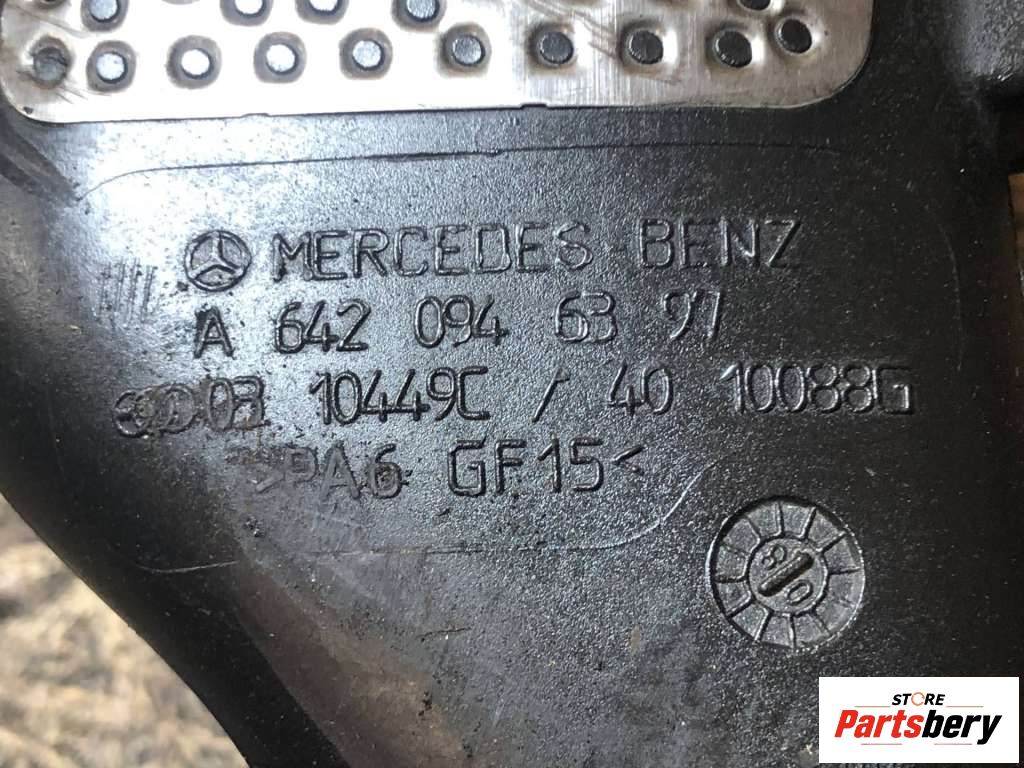 MERCEDES-BENZ
A 642 094 63 97
03 10449C / 40 10088G
>PA6 GF15<
STORE
Partsbery